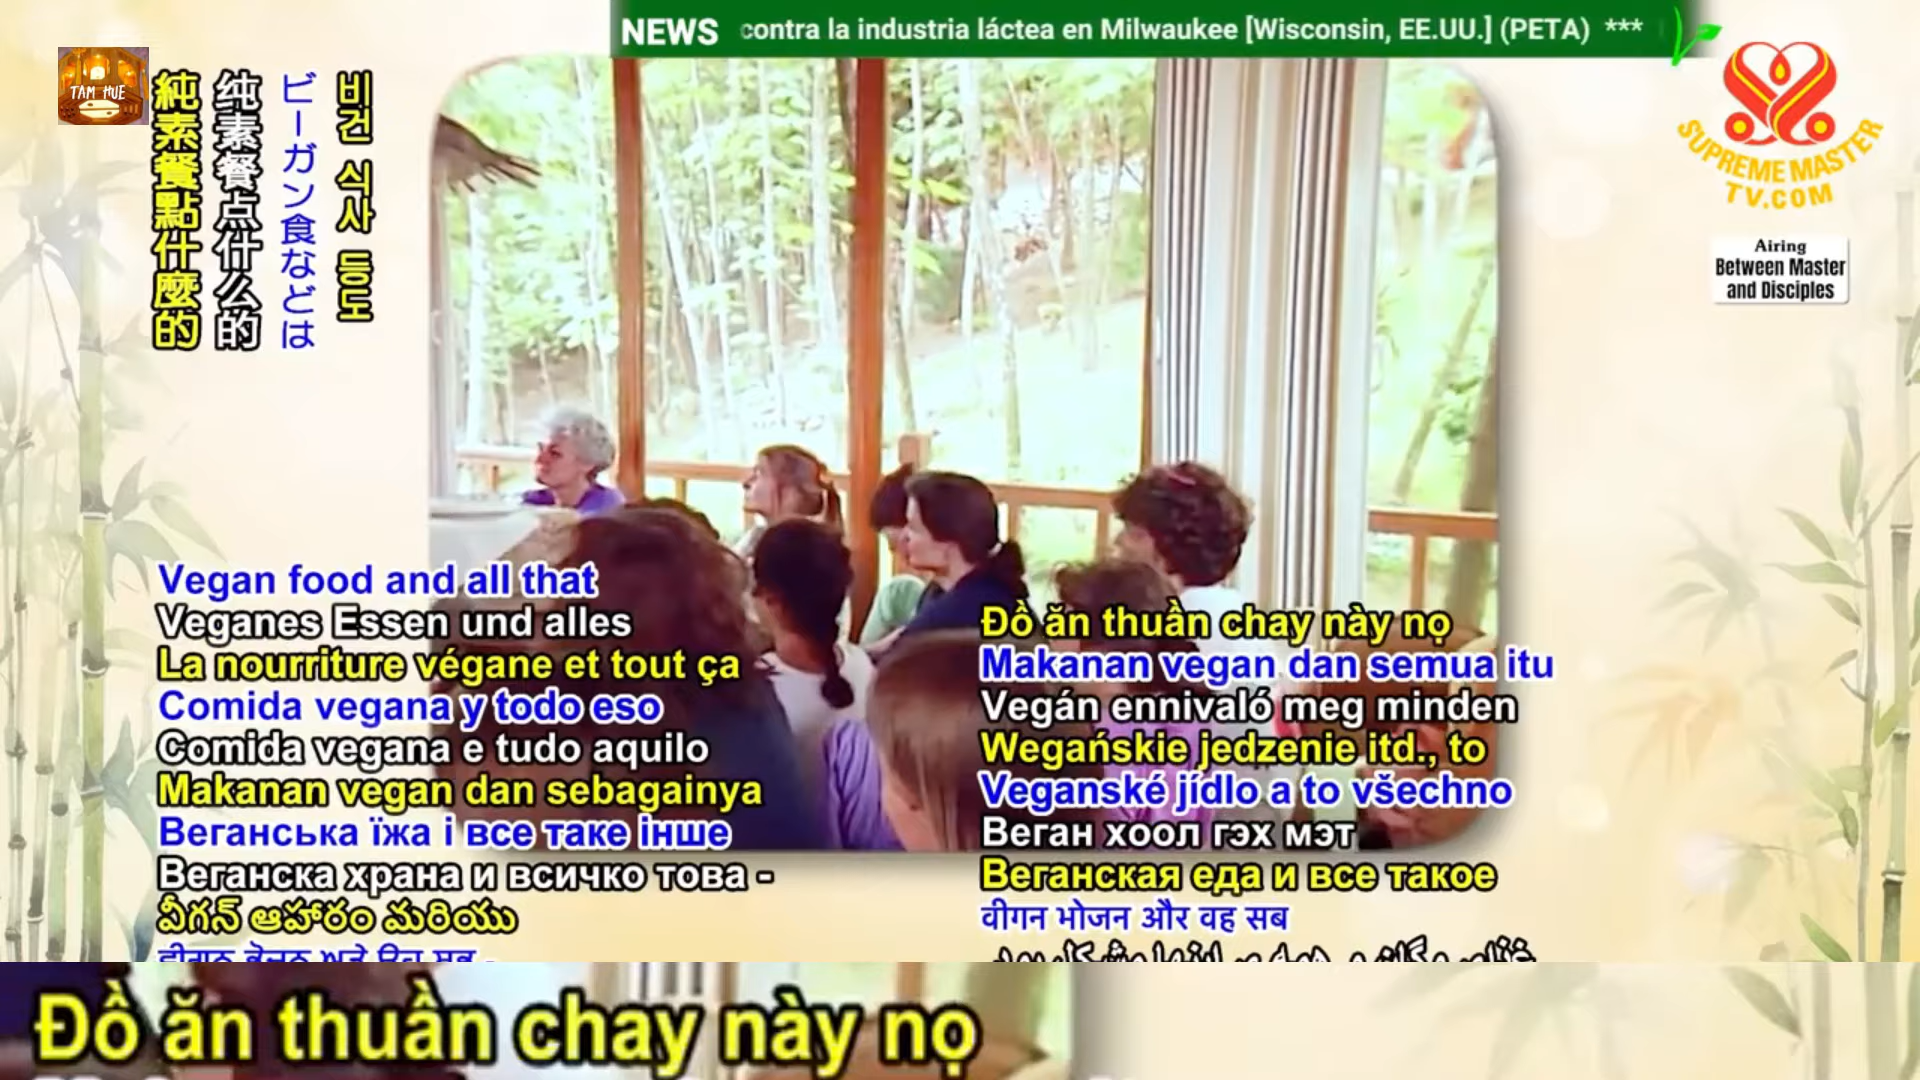 NEWS contra la industria láctea en Milwaukee [Wisconsin, EE.UU.] (PETA) ***
TAM HUE
純素餐點什麼的
纯素餐点什么的
ビーガン食などは
비건 식사 등도
SUPREME MASTER
TV.COM
Airing
Between Master
and Disciples
Vegan food and all that
Veganes Essen und alles
La nourriture végane et tout ça
Comida vegana y todo eso
Comida vegana e tudo aquilo
Makanan vegan dan sebagainya
Веганська їжа і все таке інше
Веганска храна и всичко това -
వీగన్ ఆహారం మరియు
Đồ ăn thuần chay này nọ
Makanan vegan dan semua itu
Vegán ennivaló meg minden
Wegańskie jedzenie itd., to
Veganské jídlo a to všechno
Веган хоол гэх мэт
Веганская еда и все такое
वीगन भोजन और वह सब
Đồ ăn thuần chay này nọ